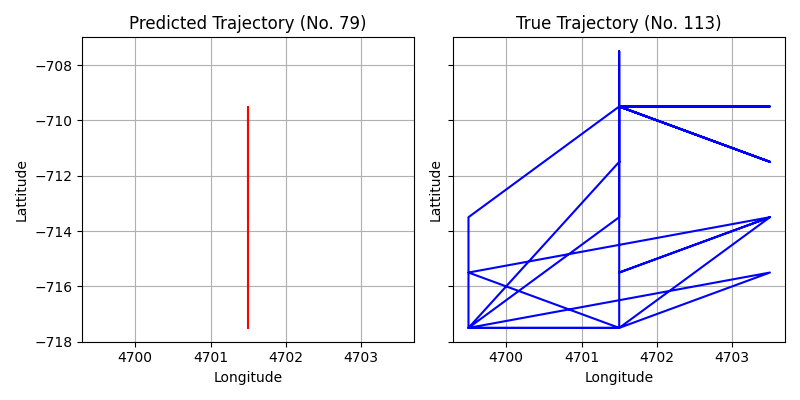 Predicted Trajectory (No. 79)
True Trajectory (No. 113)
Lattitude
−708
−710
−712
−714
−716
−718
4700
4701
4702
4703
Longitude
Lattitude
4700
4701
4702
4703
Longitude